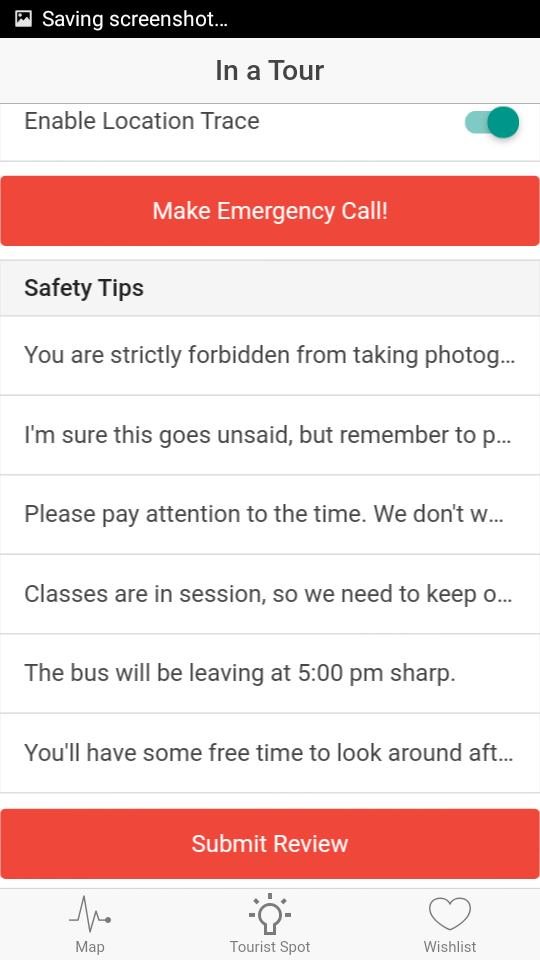 Saving screenshot...
In a Tour
Enable Location Trace
Make Emergency Call!
Safety Tips
You are strictly forbidden from taking photog...
I'm sure this goes unsaid, but remember to p...
Please pay attention to the time. We don't w...
Classes are in session, so we need to keep o...
The bus will be leaving at 5:00 pm sharp.
You'll have some free time to look around aft...
Submit Review
Map
Tourist Spot
Wishlist